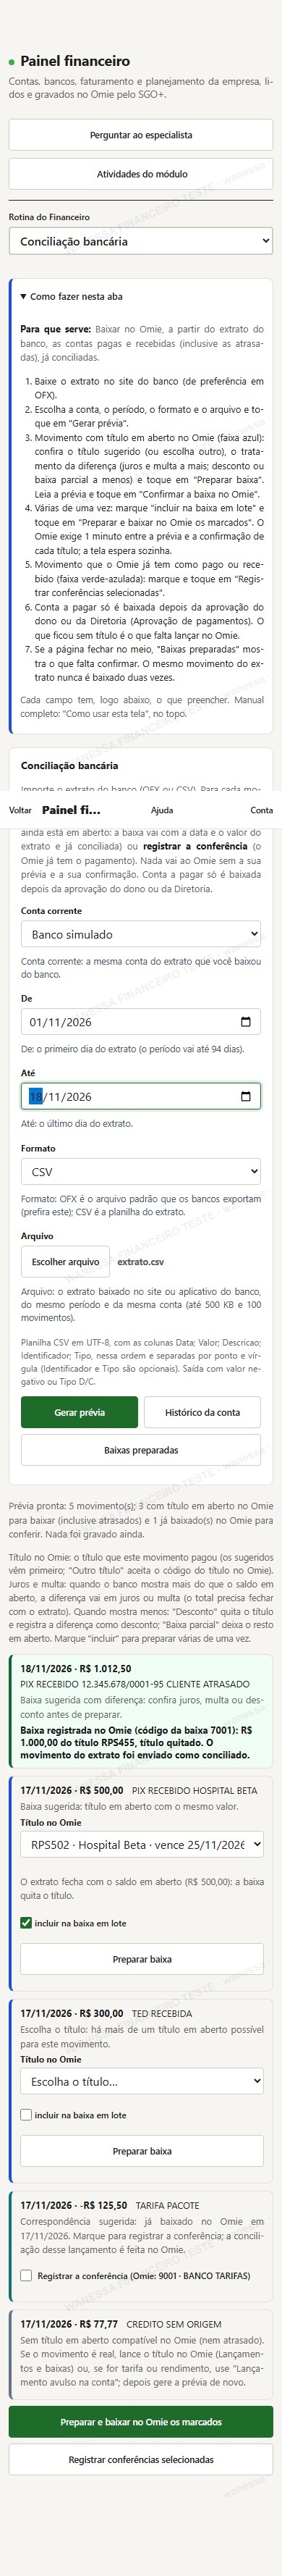 Painel financeiro
Contas, bancos, faturamento e planejamento da empresa, li-
dos e gravados no Omie pelo SGO+.
Perguntar ao especialista
Atividades do módulo
Rotina do Financeiro
Conciliação bancária
▼ Como fazer nesta aba
Para que serve: Baixar no Omie, a partir do extrato do
banco, as contas pagas e recebidas (inclusive as atrasa-
das), já conciliadas.
1. Baixe o extrato no site do banco (de preferência em
OFX).
2. Escolha a conta, o período, o formato e o arquivo e to-
que em "Gerar prévia".
3. Movimento com título em aberto no Omie (faixa azul):
confira o título sugerido (ou escolha outro), o trata-
mento da diferença (juros e multa a mais; desconto ou
baixa parcial a menos) e toque em "Preparar baixa".
Leia a prévia e toque em "Confirmar a baixa no Omie".
4. Várias de uma vez: marque "incluir na baixa em lote" e
toque em "Preparar e baixar no Omie os marcados". O
Omie exige 1 minuto entre a prévia e a confirmação de
cada título; a tela espera sozinha.
5. Movimento que o Omie já tem como pago ou rece-
bido (faixa verde-azulada): marque e toque em "Regis-
trar conferências selecionadas".
6. Conta a pagar só é baixada depois da aprovação do
dono ou da Diretoria (Aprovação de pagamentos). O
que ficou sem título é o que falta lançar no Omie.
7. Se a página fechar no meio, "Baixas preparadas" mos-
tra o que falta confirmar. O mesmo movimento do ex-
trato nunca é baixado duas vezes.
Cada campo tem, logo abaixo, o que preencher. Manual
completo: "Como usar esta tela", no topo.
Conciliação bancária
Importe o extrato do banco (OFX ou CSV). Para cada mo-
Voltar Painel fi... Ajuda Conta
ainda está em aberto: a baixa vai com a data e o valor do
extrato e já conciliada) ou registrar a conferência (o
Omie já tem o pagamento). Nada vai ao Omie sem a sua
prévia e a sua confirmação. Conta a pagar só é baixada
depois da aprovação do dono ou da Diretoria.
Conta corrente
Banco simulado
Conta corrente: a mesma conta do extrato que você baixou
do banco.
De
01/11/2026
De: o primeiro dia do extrato (o período vai até 94 dias).
Até
18/11/2026
Até: o último dia do extrato.
Formato
CSV
Formato: OFX é o arquivo padrão que os bancos exportam
(prefira este); CSV é a planilha do extrato.
Arquivo
Escolher arquivo extrato.csv
Arquivo: o extrato baixado no site ou aplicativo do banco,
do mesmo período e da mesma conta (até 500 KB e 100
movimentos).
Planilha CSV em UTF-8, com as colunas Data; Valor; Descricao;
Identificador; Tipo, nessa ordem e separadas por ponto e vír-
gula (Identificador e Tipo são opcionais). Saída com valor ne-
gativo ou Tipo D/C.
Gerar prévia Histórico da conta
Baixas preparadas
Prévia pronta: 5 movimento(s); 3 com título em aberto no Omie
para baixar (inclusive atrasados) e 1 já baixado(s) no Omie para
conferir. Nada foi gravado ainda.
Título no Omie: o título que este movimento pagou (os sugeridos
vêm primeiro; "Outro título" aceita o código do título no Omie).
Juros e multa: quando o banco mostra mais do que o saldo em
aberto, a diferença vai em juros ou multa (o total precisa fechar
com o extrato). Quando mostra menos: "Desconto" quita o título
e registra a diferença como desconto; "Baixa parcial" deixa o resto
em aberto. Marque "incluir" para preparar várias de uma vez.
18/11/2026 · R$ 1.012,50
PIX RECEBIDO 12.345.678/0001-95 CLIENTE ATRASADO
Baixa sugerida com diferença: confira juros, multa ou des-
conto antes de preparar.
Baixa registrada no Omie (código da baixa 7001): R$
1.000,00 do título RPS455, título quitado. O
movimento do extrato foi enviado como conciliado.
17/11/2026 · R$ 500,00 PIX RECEBIDO HOSPITAL BETA
Baixa sugerida: título em aberto com o mesmo valor.
Título no Omie
RPS502 · Hospital Beta · vence 25/11/2026
O extrato fecha com o saldo em aberto (R$ 500,00): a baixa
quita o título.
incluir na baixa em lote
Preparar baixa
17/11/2026 · R$ 300,00 TED RECEBIDA
Escolha o título: há mais de um título em aberto possível
para este movimento.
Título no Omie
Escolha o título...
incluir na baixa em lote
Preparar baixa
17/11/2026 · -R$ 125,50 TARIFA PACOTE
Correspondência sugerida: já baixado no Omie em
17/11/2026. Marque para registrar a conferência; a concili-
ação desse lançamento é feita no Omie.
Registrar a conferência (Omie: 9001 · BANCO TARIFAS)
17/11/2026 · R$ 77,77 CREDITO SEM ORIGEM
Sem título em aberto compatível no Omie (nem atrasado).
Se o movimento é real, lance o título no Omie (Lançamen-
tos e baixas) ou, se for tarifa ou rendimento, use "Lança-
mento avulso na conta"; depois gere a prévia de novo.
Preparar e baixar no Omie os marcados
Registrar conferências selecionadas